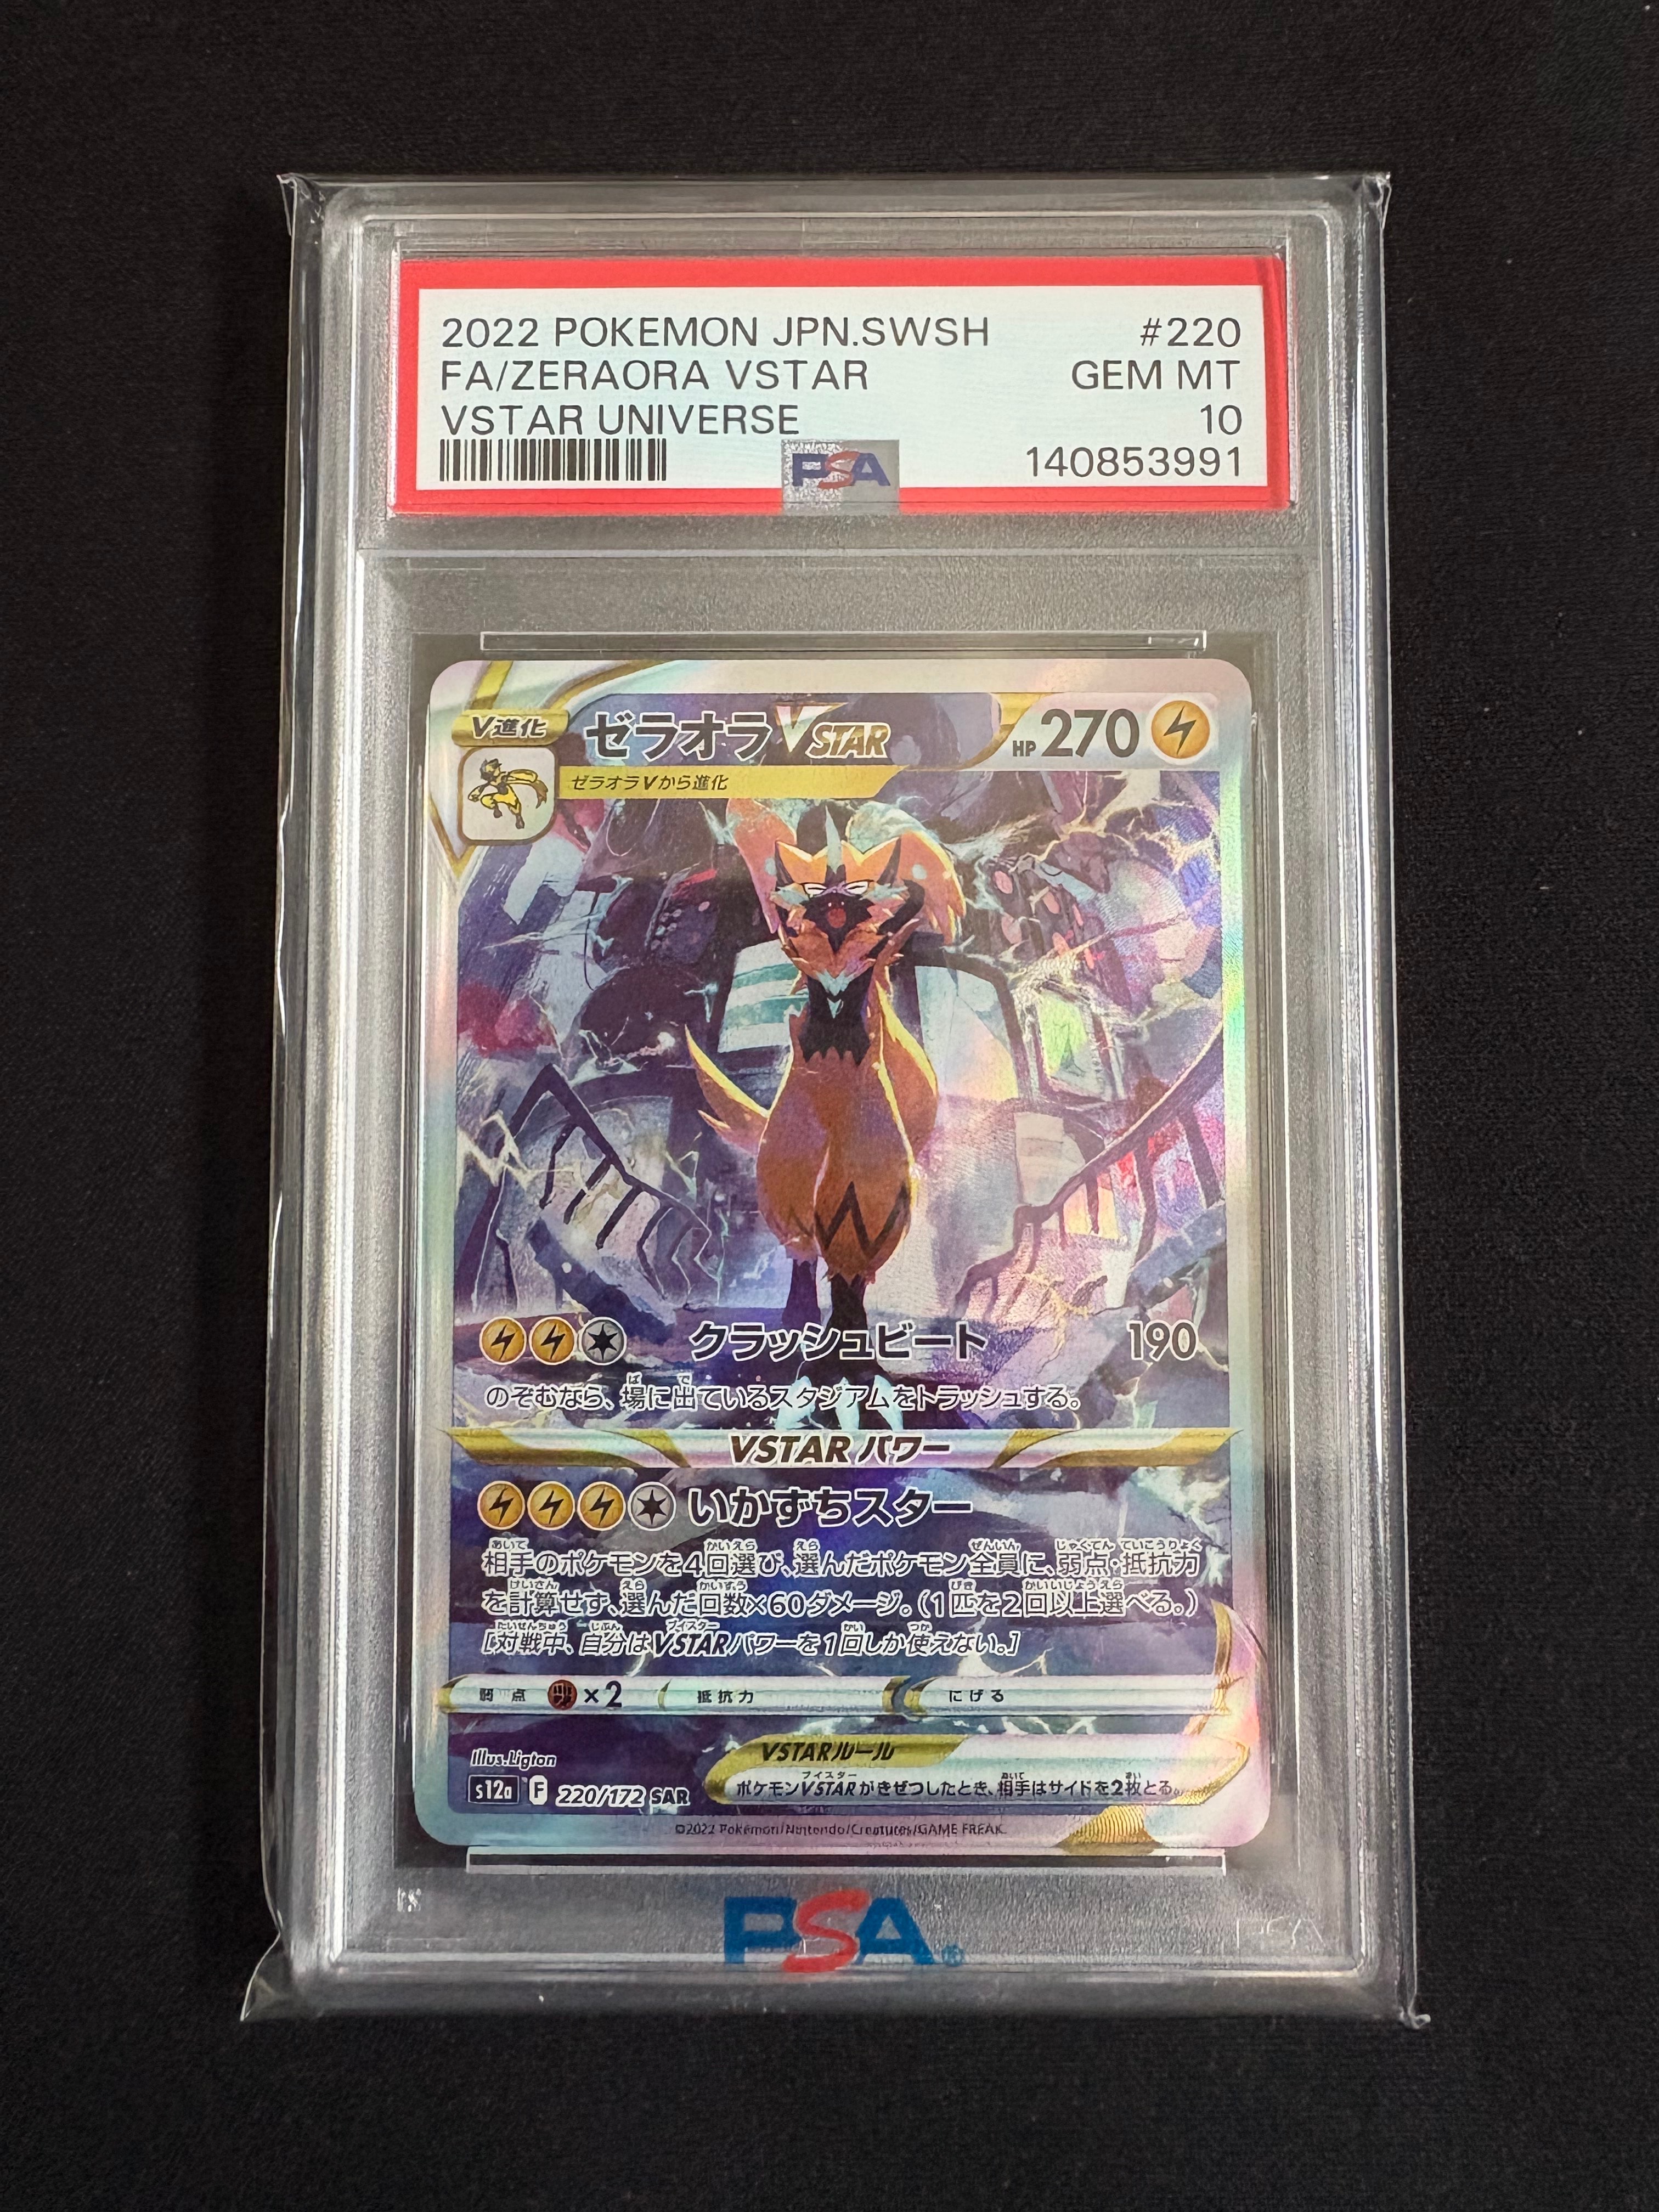 2022 POKEMON JPN.SWSH #220
FA/ZERAORA VSTAR GEM MT
VSTAR UNIVERSE 10
PSA 140853991
V進化 ゼラオラVSTAR HP 270
ゼラオラVから進化
クラッシュビート 190
のぞむなら、場に出ているスタジアムをトラッシュする。
VSTARパワー
いかずちスター
相手のポケモンを4回選び、選んだポケモン全員に、弱点・抵抗力
を計算せず、選んだ回数×60ダメージ。（1匹を2回以上選べる。）
[対戦中、自分はVSTARパワーを1回しか使えない。]
弱点 ×2 抵抗力 にげる
Illus.Ligton
VSTARルール
ポケモンVSTARがきぜつしたとき、相手はサイドを2枚とる。
s12a F 220/172 SAR
©2022 Pokémon/Nintendo/Creatures/GAME FREAK.
PSA®